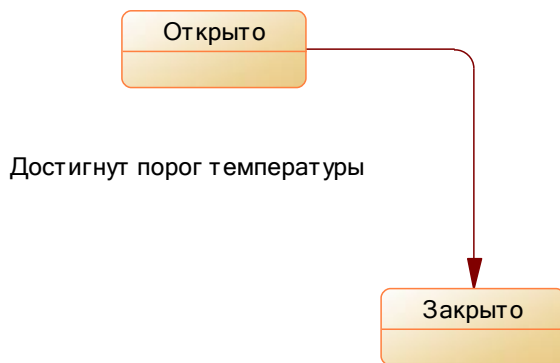 Открыто
Достигнут порог температуры
Закрыто